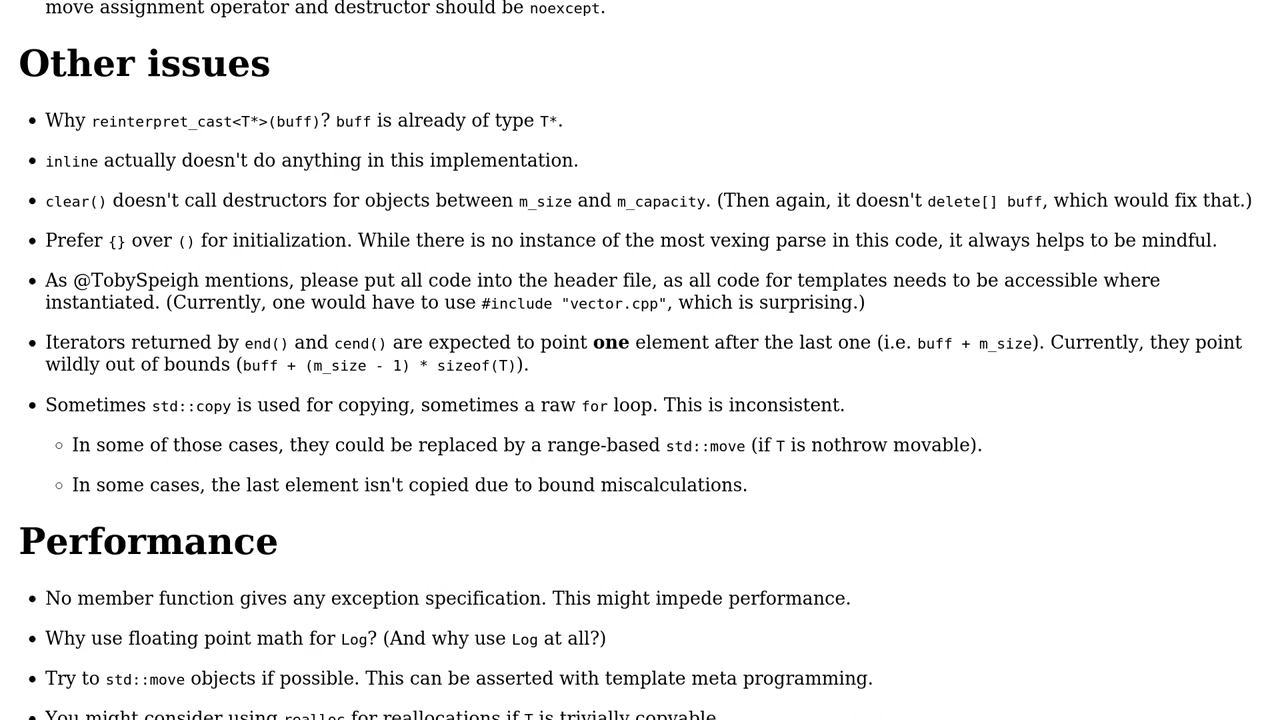 move assignment operator and destructor should be noexcept.
Other issues
• Why reinterpret_cast<T*>(buff)? buff is already of type T*.
• inline actually doesn't do anything in this implementation.
• clear() doesn't call destructors for objects between m_size and m_capacity. (Then again, it doesn't delete[] buff, which would fix that.)
• Prefer {} over () for initialization. While there is no instance of the most vexing parse in this code, it always helps to be mindful.
• As @TobySpeigh mentions, please put all code into the header file, as all code for templates needs to be accessible where
instantiated. (Currently, one would have to use #include "vector.cpp", which is surprising.)
• Iterators returned by end() and cend() are expected to point one element after the last one (i.e. buff + m_size). Currently, they point
wildly out of bounds (buff + (m_size - 1) * sizeof(T)).
• Sometimes std::copy is used for copying, sometimes a raw for loop. This is inconsistent.
◦ In some of those cases, they could be replaced by a range-based std::move (if T is nothrow movable).
◦ In some cases, the last element isn't copied due to bound miscalculations.
Performance
• No member function gives any exception specification. This might impede performance.
• Why use floating point math for Log? (And why use Log at all?)
• Try to std::move objects if possible. This can be asserted with template meta programming.
• You might consider using realloc for reallocations if T is trivially copyable.